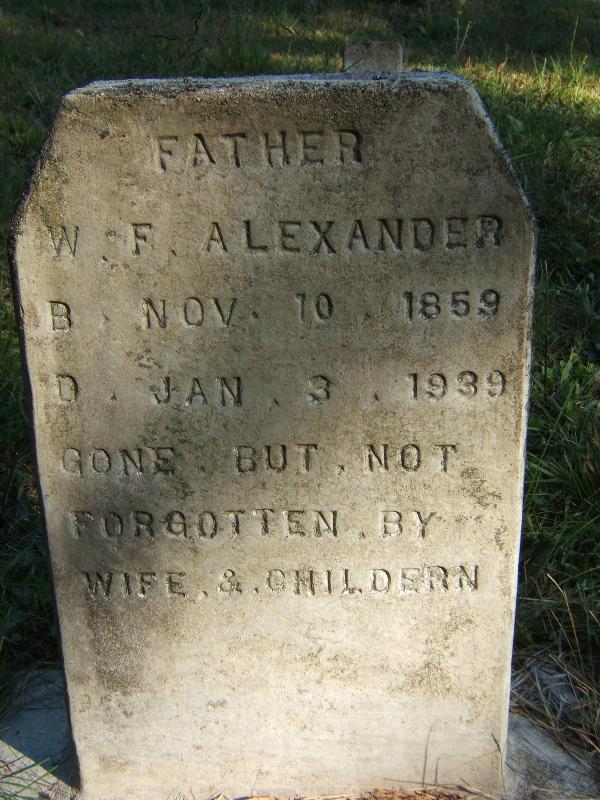 FATHER
W. F. ALEXANDER
B. NOV. 10. 1859
D. JAN. 3. 1939
GONE. BUT. NOT
FORGOTTEN. BY
WIFE. &. CHILDERN